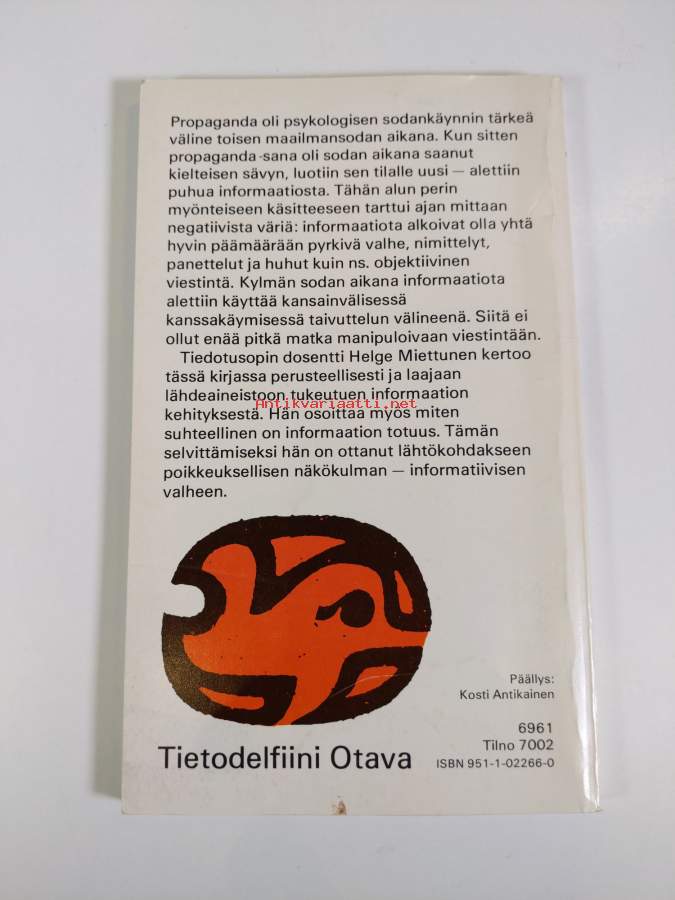 Propaganda oli psykologisen sodankäynnin tärkeä
väline toisen maailmansodan aikana. Kun sitten
propaganda-sana oli sodan aikana saanut
kielteisen sävyn, luotiin sen tilalle uusi — alettiin
puhua informaatiosta. Tähän alun perin
myönteiseen käsitteeseen tarttui ajan mittaan
negatiivista väriä: informaatiota alkoivat olla yhtä
hyvin päämäärään pyrkivä valhe, nimittelyt,
panettelut ja huhut kuin ns. objektiivinen
viestintä. Kylmän sodan aikana informaatiota
alettiin käyttää kansainvälisessä
kanssakäymisessä taivuttelun välineenä. Siitä ei
ollut enää pitkä matka manipuloivaan viestintään.
Tiedotusopin dosentti Helge Miettunen kertoo
tässä kirjassa perusteellisesti ja laajaan
lähdeaineistoon tukeutuen informaation
Antikvariaatti.net
kehityksestä. Hän osoittaa myös miten
suhteellinen on informaation totuus. Tämän
selvittämiseksi hän on ottanut lähtökohdakseen
poikkeuksellisen näkökulman — informatiivisen
valheen.
Päällys:
Kosti Antikainen
6961
Tilno 7002
ISBN 951-1-02266-0
Tietodelfiini Otava